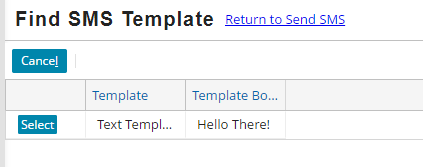 Find SMS Template Return to Send SMS
Cancel
Template Template Bo...
Select Text Templ... Hello There!